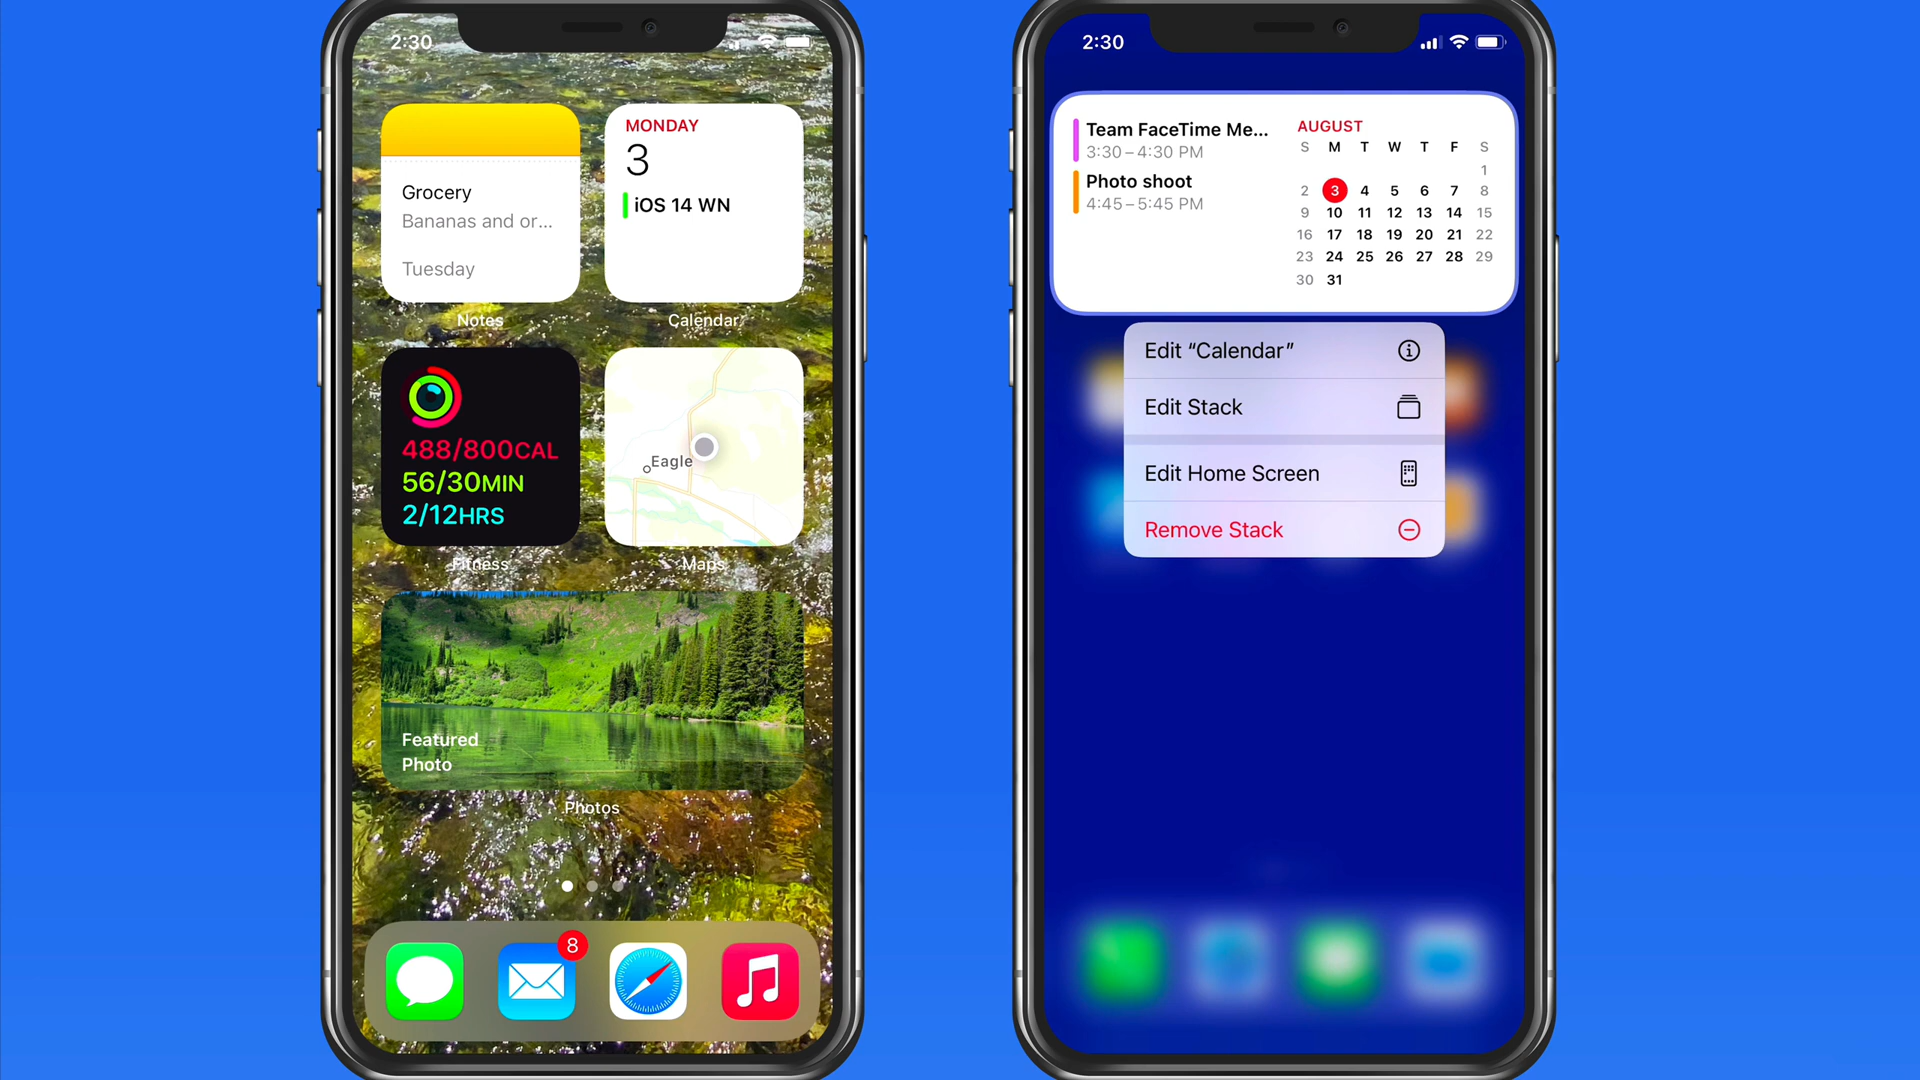 2:30
Grocery
Bananas and or...
Tuesday
Notes
MONDAY
3
iOS 14 WN
Calendar
488/800CAL
56/30MIN
2/12HRS
Fitness
Eagle
Maps
Featured
Photo
Photos
8
2:30
Team FaceTime Me...
3:30 – 4:30 PM
Photo shoot
4:45 – 5:45 PM
AUGUST
S M T W T F S
1
2 3 4 5 6 7 8
9 10 11 12 13 14 15
16 17 18 19 20 21 22
23 24 25 26 27 28 29
30 31
Edit “Calendar”
Edit Stack
Edit Home Screen
Remove Stack